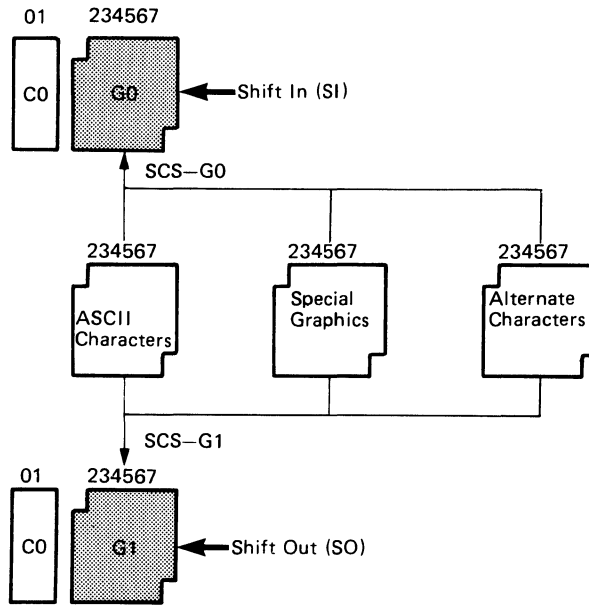 01 234567
C0 G0 Shift In (SI)
SCS—G0
234567 234567 234567
ASCII Characters
Special Graphics
Alternate Characters
SCS—G1
01 234567
C0 G1 Shift Out (SO)